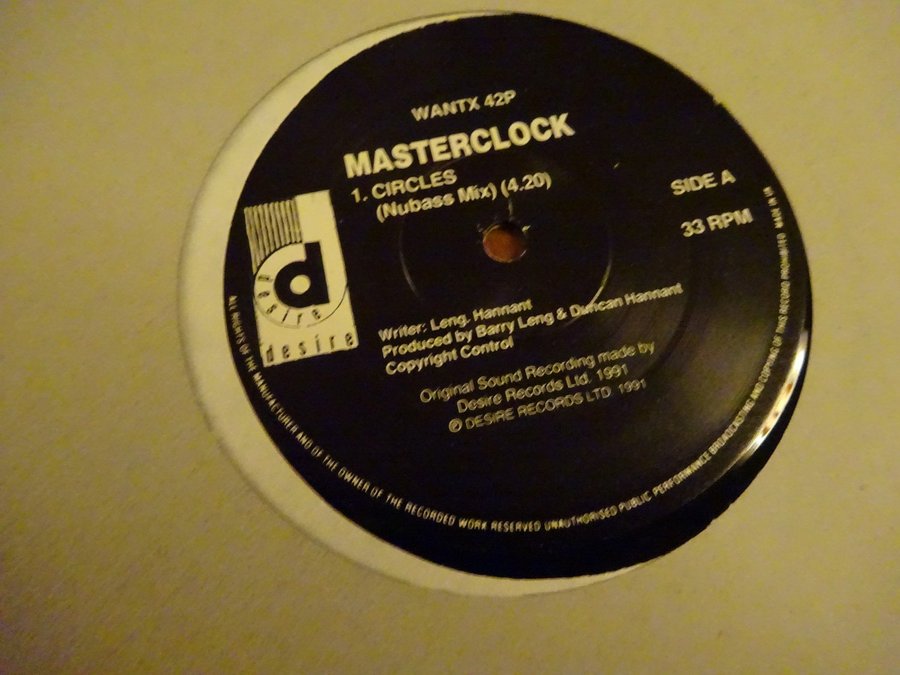 WANTX 42P
MASTERCLOCK
1. CIRCLES
(Nubass Mix) (4.20)
SIDE A
33 RPM
d
desire
desire
Writer: Leng. Hannant
Produced by Barry Leng & Duncan Hannant
Copyright Control
Original Sound Recording made by
Desire Records Ltd. 1991
℗ DESIRE RECORDS LTD 1991
ALL RIGHTS OF THE MANUFACTURER AND OF THE OWNER OF THE RECORDED WORK RESERVED UNAUTHORISED PUBLIC PERFORMANCE BROADCASTING AND COPYING OF THIS RECORD PROHIBITED MADE IN UK